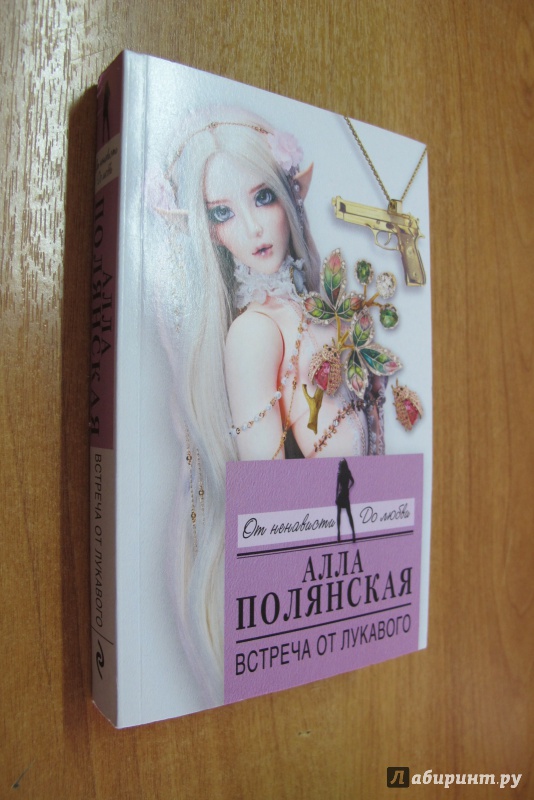 От ненависти До любви
АЛЛА
ПОЛЯНСКАЯ
ВСТРЕЧА ОТ ЛУКАВОГО
АЛЛА
ПОЛЯНСКАЯ
ВСТРЕЧА ОТ ЛУКАВОГО
Лабиринт.ру